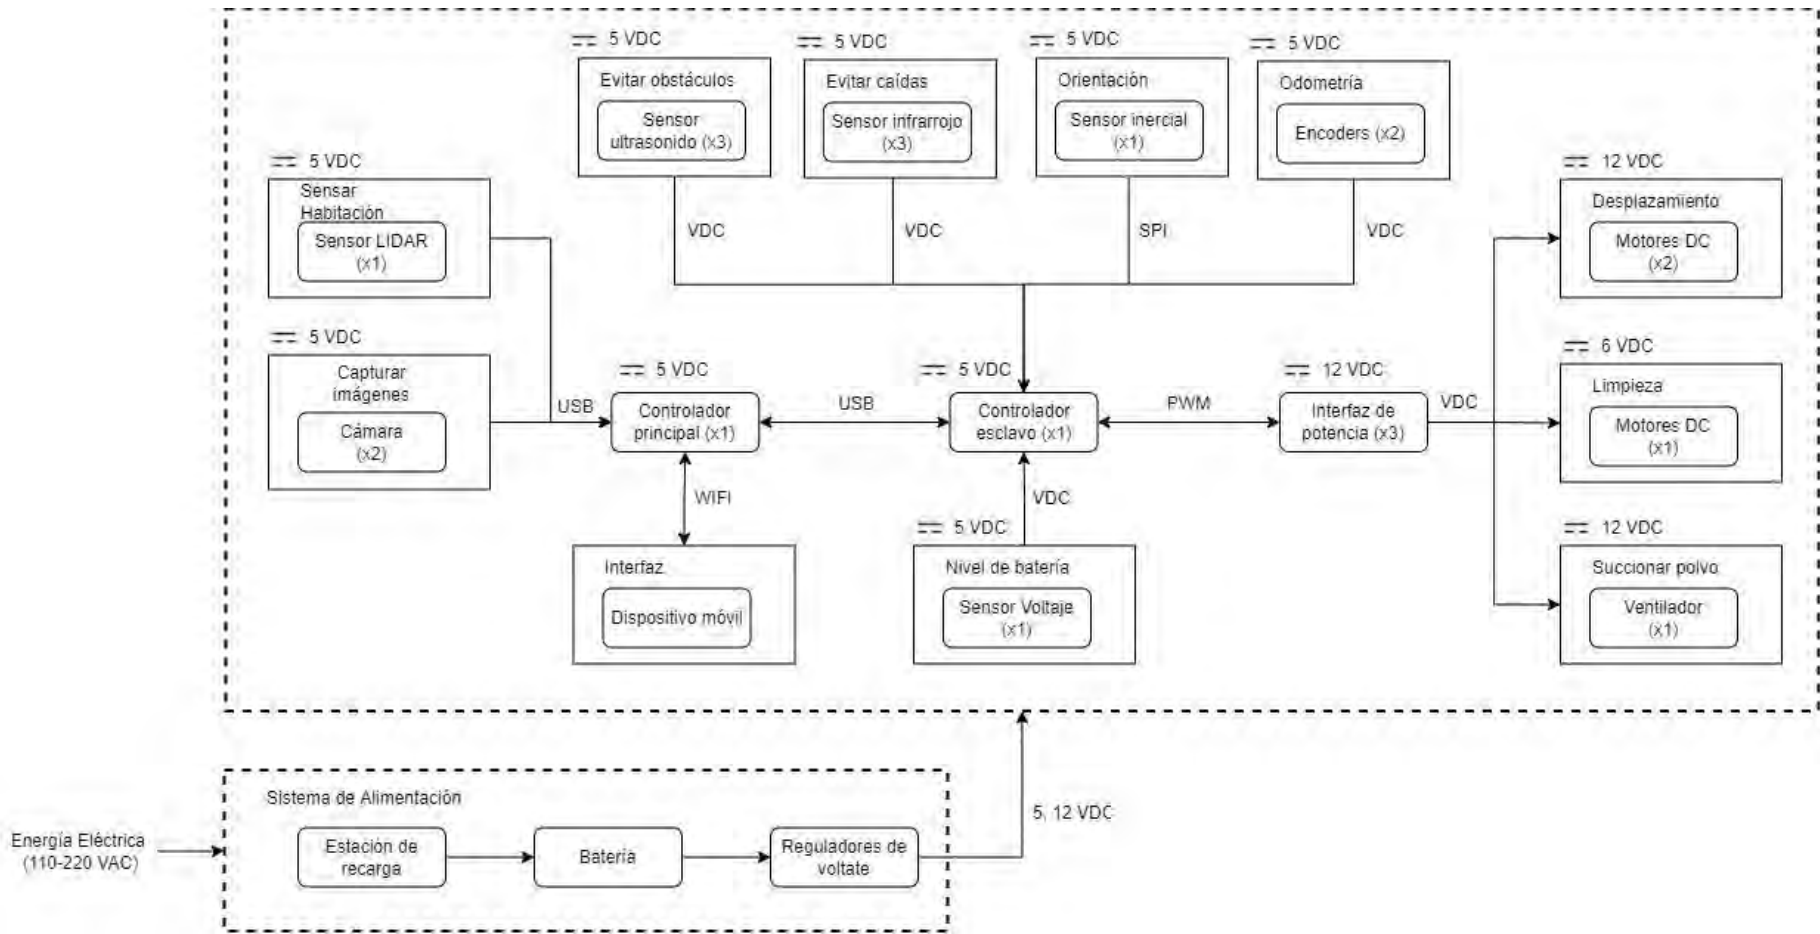 5 VDC
Evitar obstáculos
Sensor
ultrasonido (x3)
5 VDC
Evitar caídas
Sensor infrarrojo
(x3)
5 VDC
Orientación
Sensor inercial
(x1)
5 VDC
Odometría
Encoders (x2)
5 VDC
Sensar
Habitación
Sensor LIDAR
(x1)
12 VDC
Desplazamiento
Motores DC
(x2)
VDC
VDC
SPI
VDC
5 VDC
Capturar
imágenes
Cámara
(x2)
USB
5 VDC
Controlador
principal (x1)
USB
5 VDC
Controlador
esclavo (x1)
PWM
12 VDC
Interfaz de
potencia (x3)
VDC
6 VDC
Limpieza
Motores DC
(x1)
WIFI
VDC
Interfaz
Dispositivo móvil
5 VDC
Nivel de batería
Sensor Voltaje
(x1)
12 VDC
Succionar polvo
Ventilador
(x1)
Energía Eléctrica
(110-220 VAC)
Sistema de Alimentación
Estación de
recarga
Batería
Reguladores de
voltate
5, 12 VDC